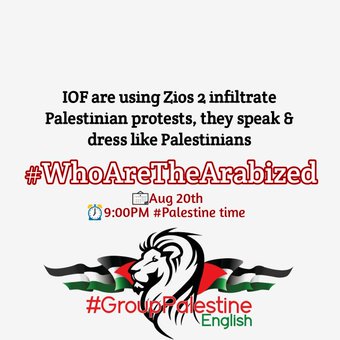 IOF are using Zios 2 infiltrate
Palestinian protests, they speak &
dress like Palestinians
#WhoAreTheArabized
Aug 20th
9:00PM #Palestine time
#GroupPalestine
English